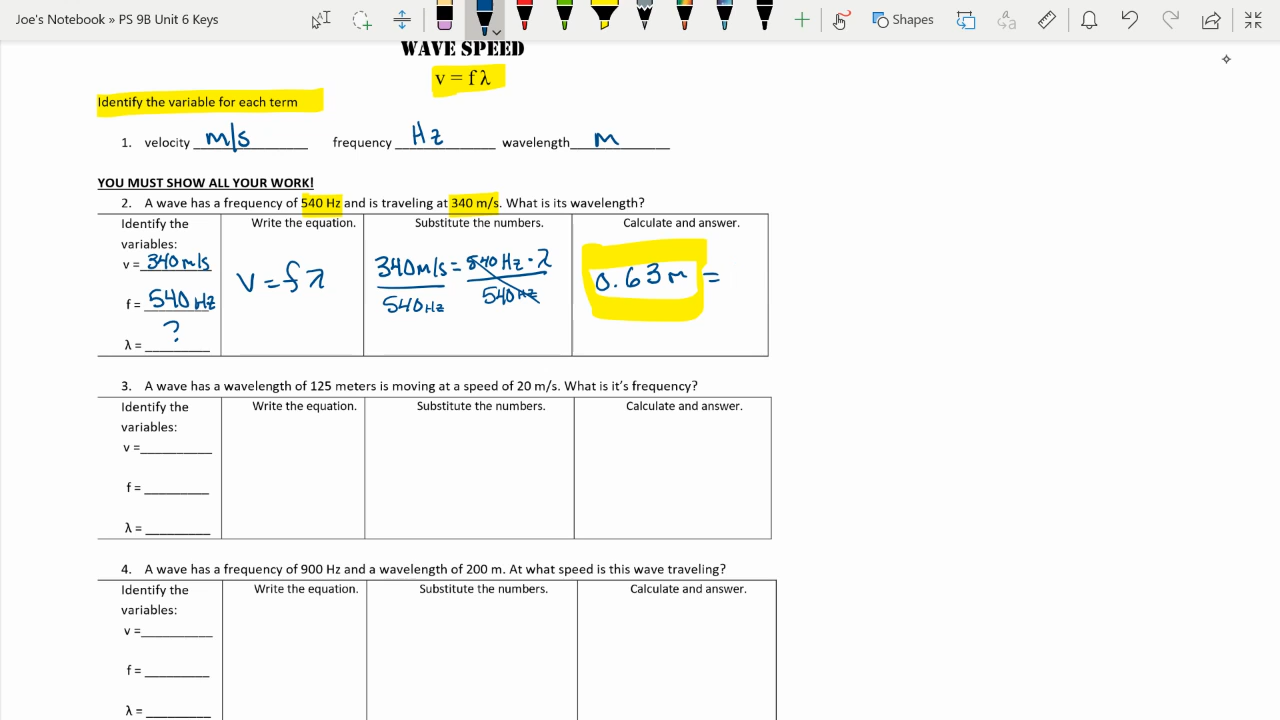 Joe's Notebook » PS 9B Unit 6 Keys
Shapes
WAVE SPEED
v = f λ
Identify the variable for each term
1. velocity m/s frequency Hz wavelength m
YOU MUST SHOW ALL YOUR WORK!
2. A wave has a frequency of 540 Hz and is traveling at 340 m/s. What is its wavelength?
Identify the variables: Write the equation. Substitute the numbers. Calculate and answer.
v = 340 m/s
f = 540 Hz
λ = ?
v = f λ
340 m/s = 540 Hz · λ
540 Hz 540 Hz
0.63 m =
3. A wave has a wavelength of 125 meters is moving at a speed of 20 m/s. What is it's frequency?
Identify the variables: Write the equation. Substitute the numbers. Calculate and answer.
v =
f =
λ =
4. A wave has a frequency of 900 Hz and a wavelength of 200 m. At what speed is this wave traveling?
Identify the variables: Write the equation. Substitute the numbers. Calculate and answer.
v =
f =
λ =